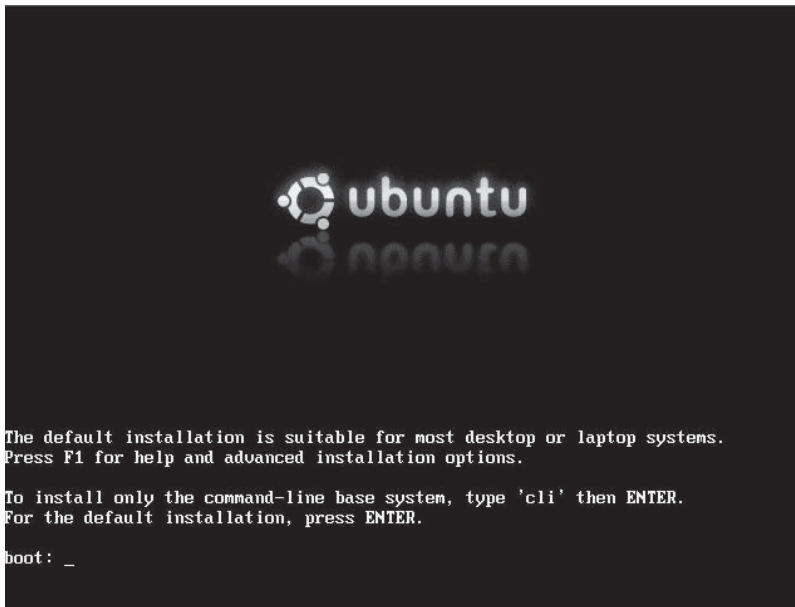 ubuntu
The default installation is suitable for most desktop or laptop systems.
Press F1 for help and advanced installation options.
To install only the command-line base system, type 'cli' then ENTER.
For the default installation, press ENTER.
boot: _